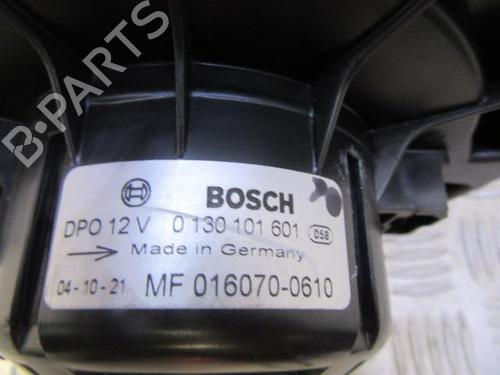 B-PARTS
BOSCH
DPO 12 V 0 130 101 601 058
Made in Germany
04-10-21 MF 016070-0610